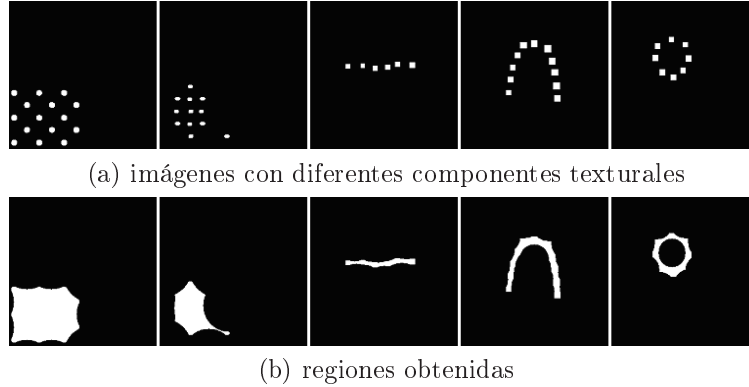 (a) imágenes con diferentes componentes texturales
(b) regiones obtenidas